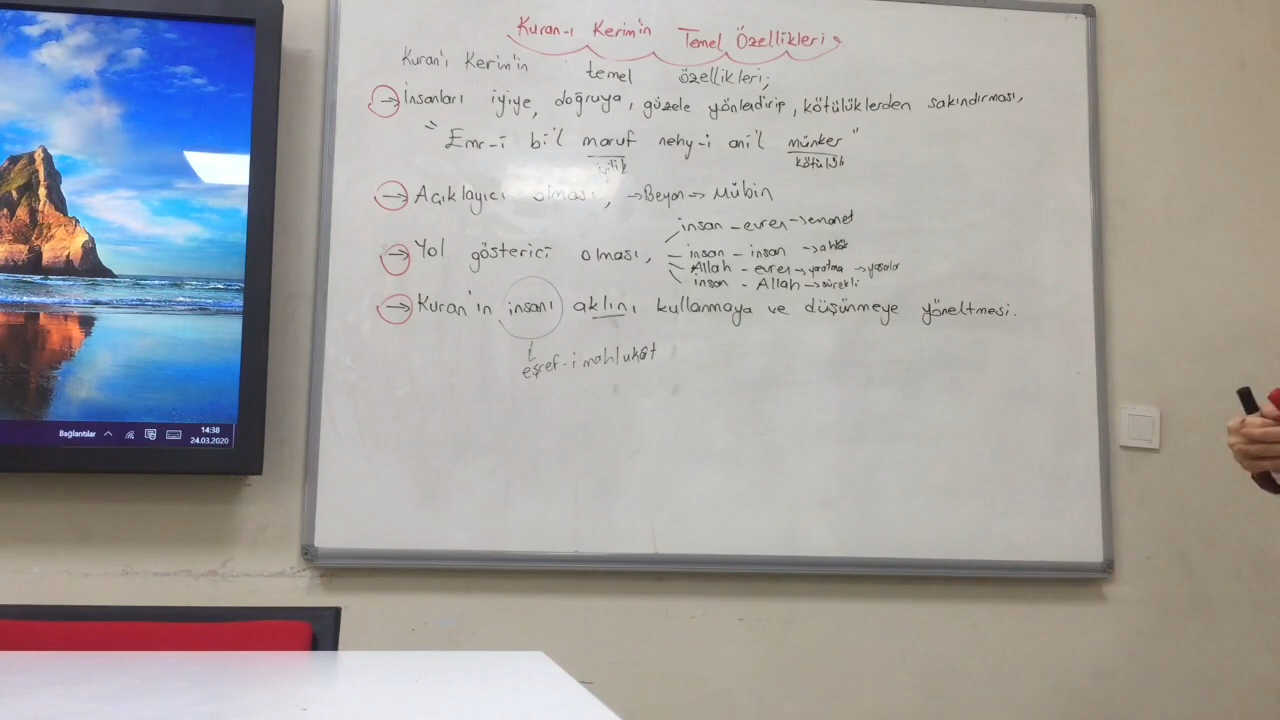 Kuran-ı Kerim'in Temel Özellikleri
Kuran'ı Kerim'in temel özellikleri;
→ İnsanları iyiye, doğruya, güzele yönlendirip, kötülüklerden sakındırması,
"Emr-i bi'l maruf nehy-i ani'l münker"
iyilik kötülük
→ Açıklayıcı olması, → Beyan → Mübin
insan - evren → emanet
→ Yol gösterici olması, insan - insan → ahlak
Allah - evren → yaratma → yasalar
insan - Allah → sürekli
→ Kuran'ın insanı aklını kullanmaya ve düşünmeye yöneltmesi.
eşref-i mahlukât
Bağlantılar
14:38
24.03.2020